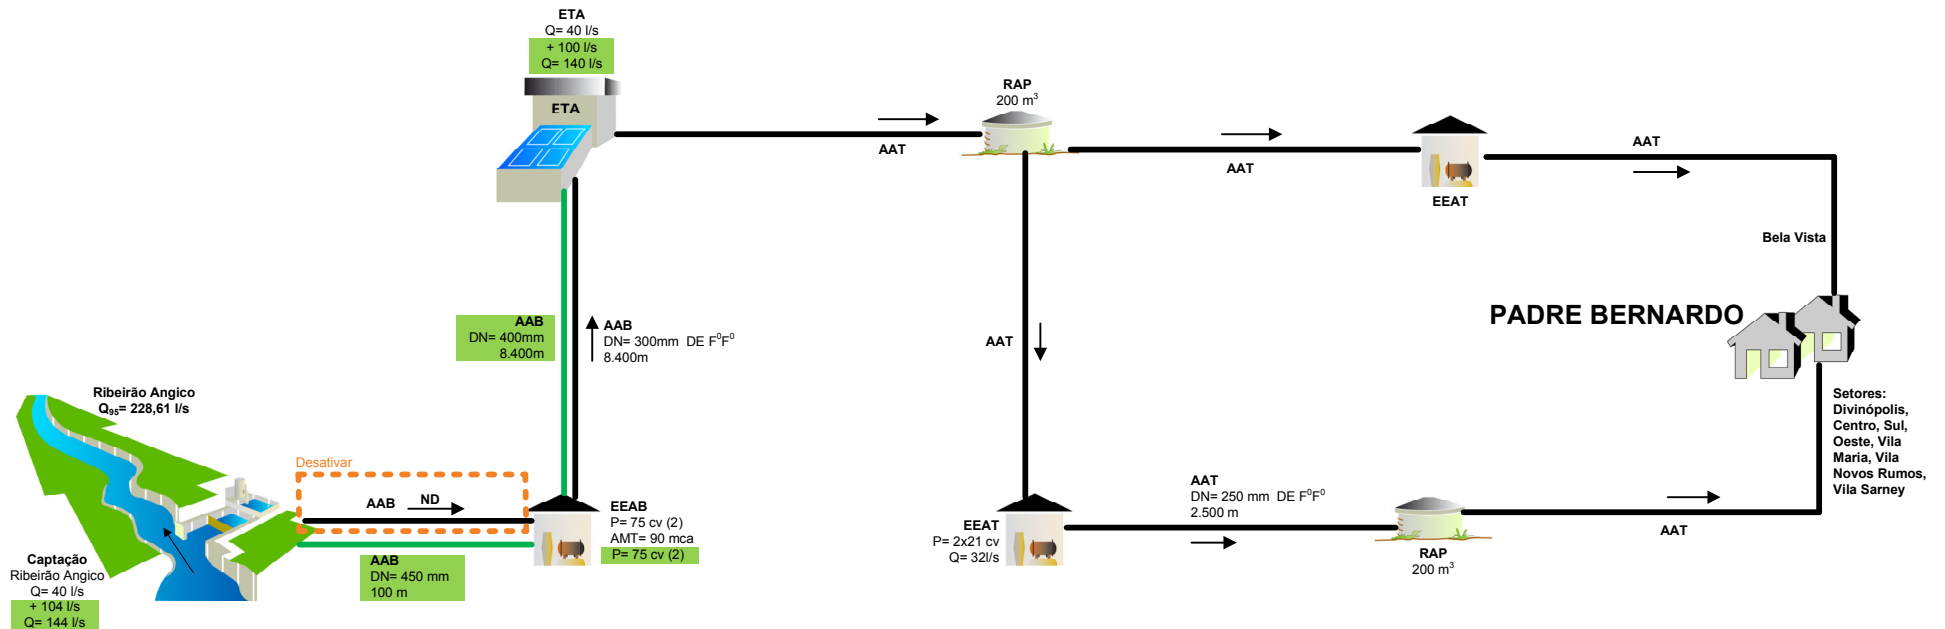 ETA
Q= 40 l/s
+ 100 l/s
Q= 140 l/s
ETA
AAT
RAP
200 m³
AAT
EEAT
AAT
Bela Vista
PADRE BERNARDO
AAB
DN= 400mm
8.400m
AAB
DN= 300mm DE F⁰F⁰
8.400m
AAT
Ribeirão Angico
Q₉₅= 228,61 l/s
Desativar
AAB
ND
Captação
Ribeirão Angico
Q= 40 l/s
+ 104 l/s
Q= 144 l/s
AAB
DN= 450 mm
100 m
EEAB
P= 75 cv (2)
AMT= 90 mca
P= 75 cv (2)
EEAT
P= 2x21 cv
Q= 32l/s
AAT
DN= 250 mm DE F⁰F⁰
2.500 m
RAP
200 m³
AAT
Setores:
Divinópolis,
Centro, Sul,
Oeste, Vila
Maria, Vila
Novos Rumos,
Vila Sarney